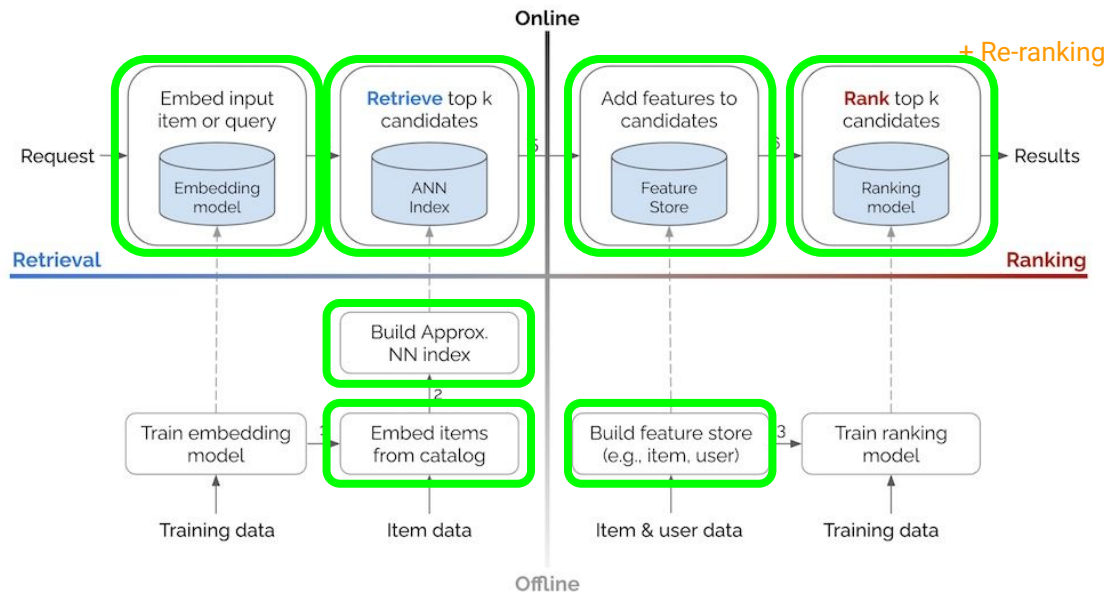 Online
+ Re-ranking
Embed input
item or query
Embedding
model
Retrieve top k
candidates
ANN
Index
Add features to
candidates
Feature
Store
Rank top k
candidates
Ranking
model
Request
5
6
Results
Retrieval
Ranking
Build Approx.
NN index
2
Train embedding
model
1
Embed items
from catalog
Build feature store
(e.g., item, user)
3
Train ranking
model
Training data
Item data
Item & user data
Training data
Offline